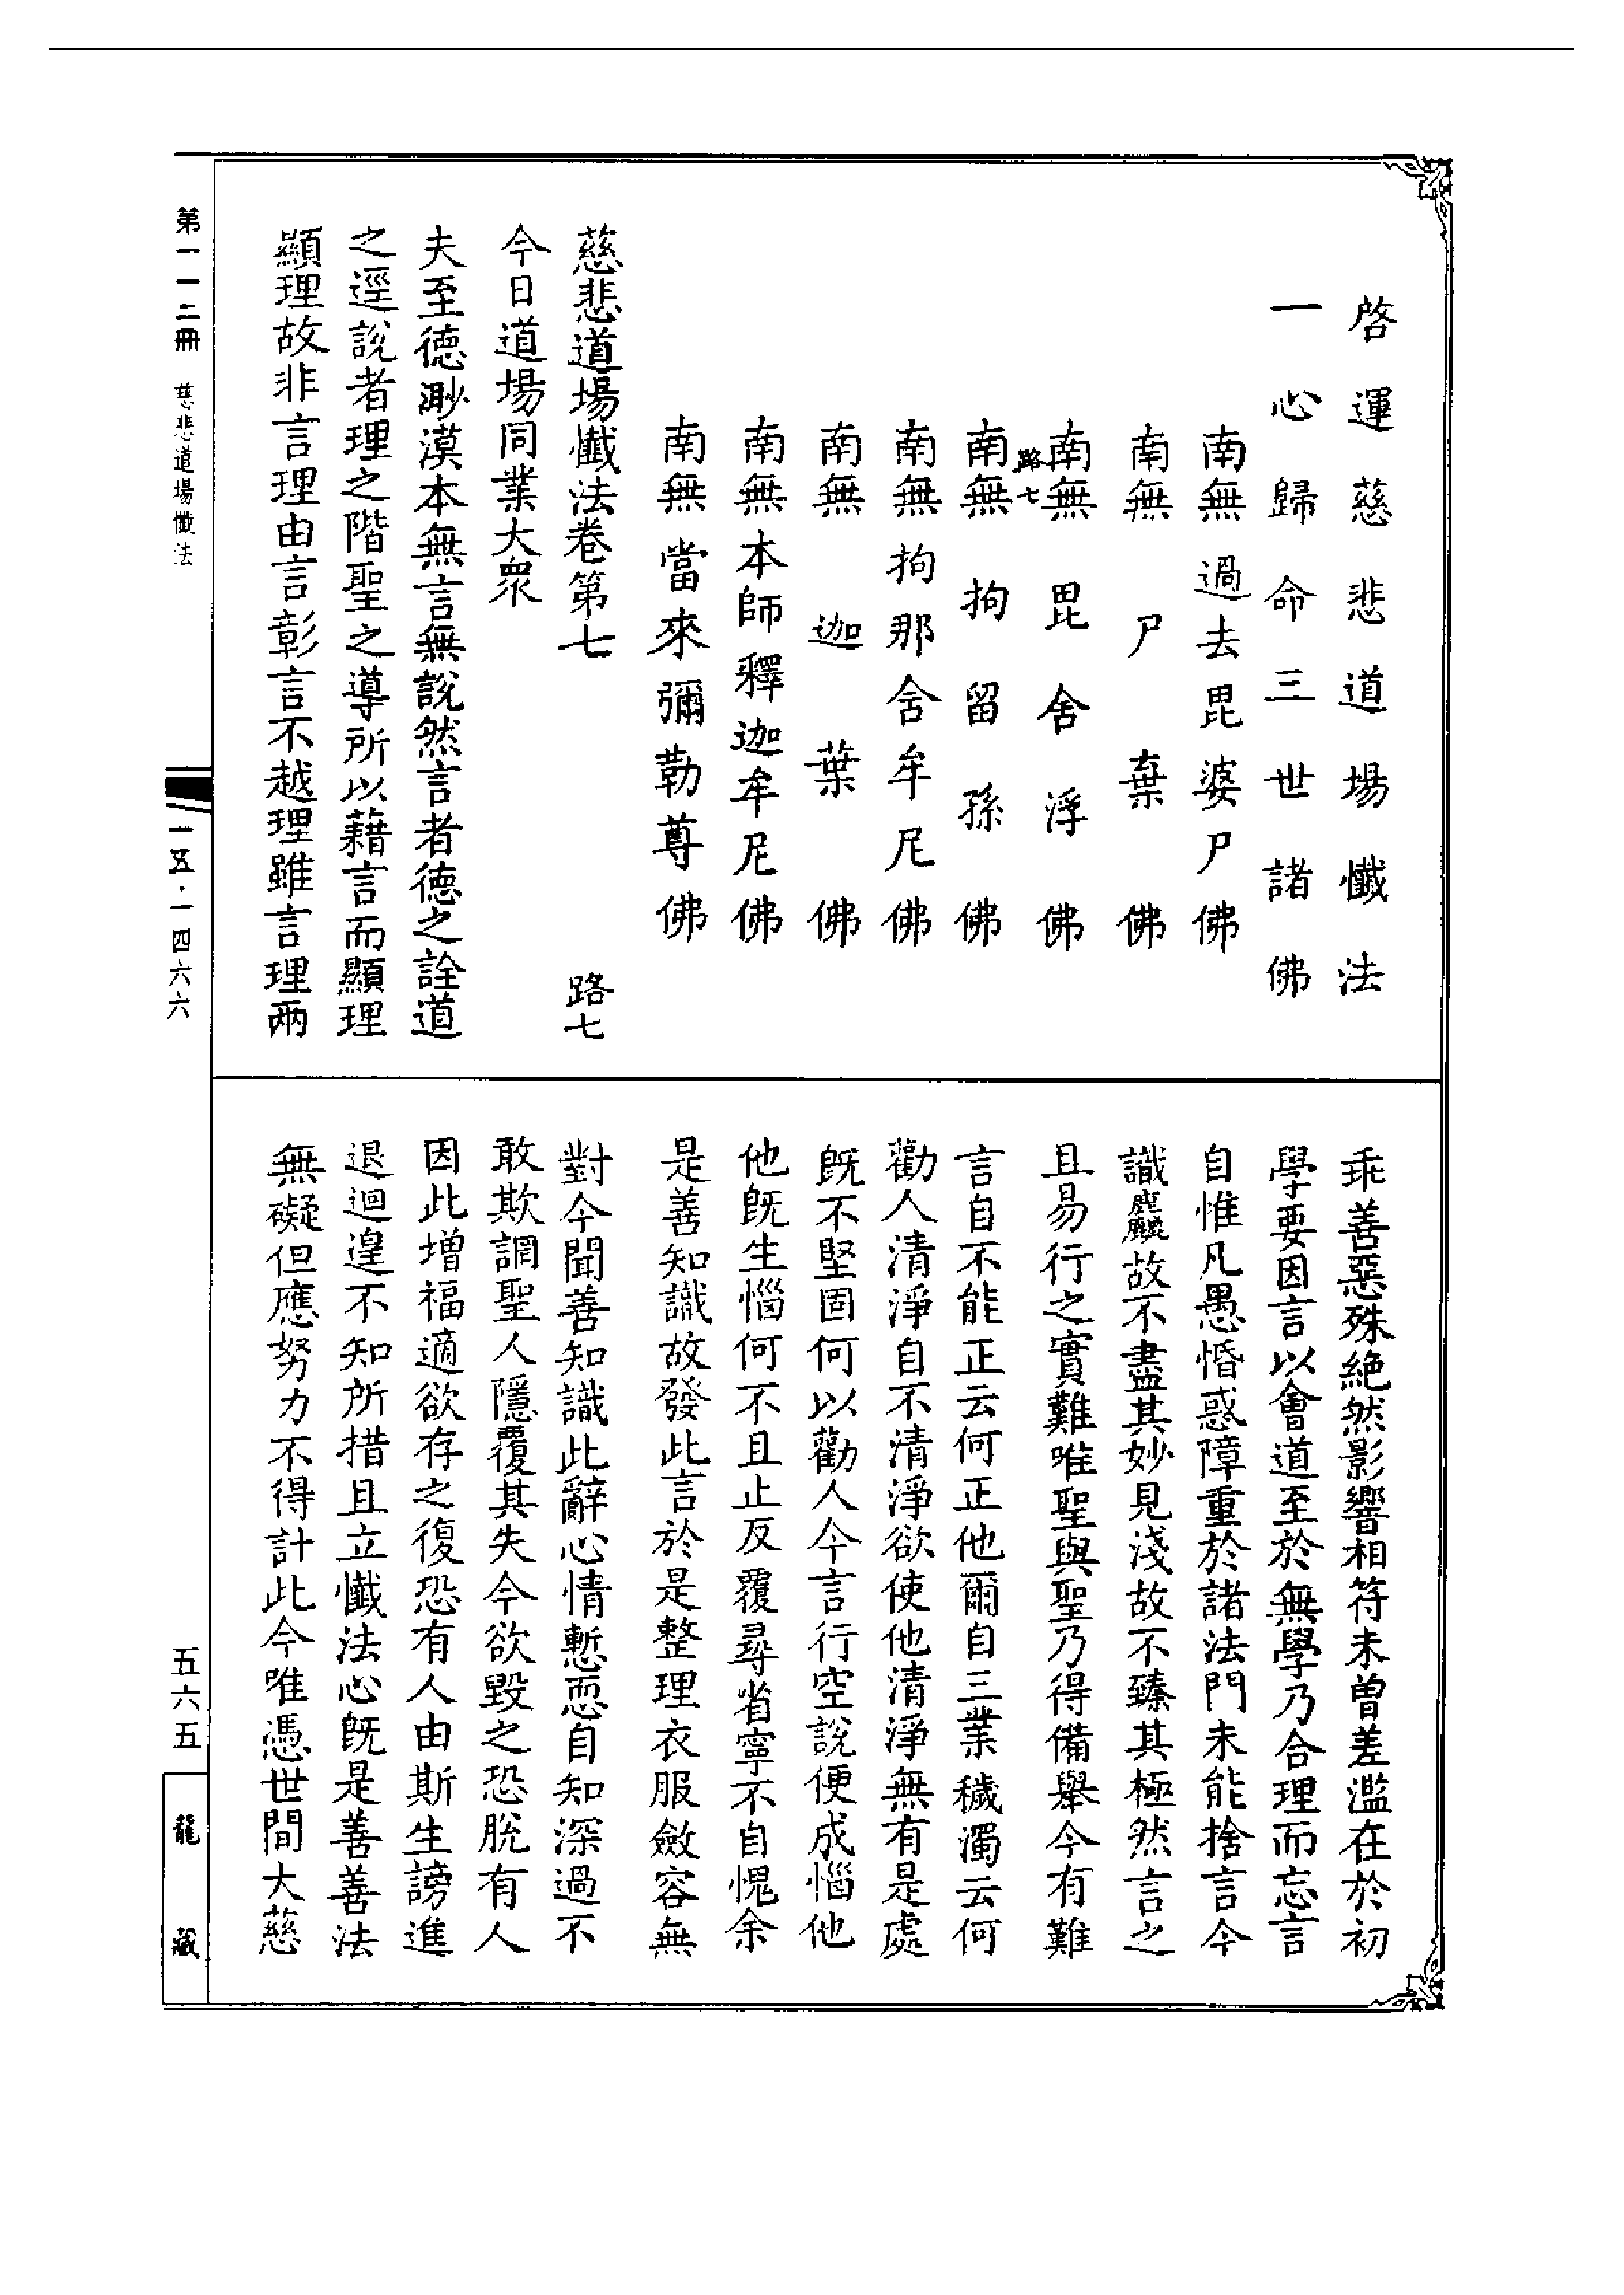 啓運慈悲道場懺法
一心歸命三世諸佛
南無過去毘婆尸佛
南無尸棄佛
南無毘舍浮佛
路七
南無拘留孫佛
南無拘那舍牟尼佛
南無迦葉佛
南無本師釋迦牟尼佛
南無當來彌勒尊佛
慈悲道場懺法卷第七 路七
今日道場同業大眾
夫至德渺漠本無言無說然言者德之詮道
之逕說者理之階聖之導所以藉言而顯理
顯理故非言理由言彰言不越理雖言理兩
乖善惡殊絕然影響相符未曾差濫在於初
學要因言以會道至於無學乃合理而忘言
自惟凡愚惛惑障重於諸法門未能捨言今
識麤故不盡其妙見淺故不臻其極然言之
且易行之實難唯聖與聖乃得備舉今有難
言自不能正云何正他爾自三業穢濁云何
勸人清淨自不清淨欲使他清淨無有是處
既不堅固何以勸人今言行空說便成惱他
他既生惱何不且止反覆尋省寧不自愧余
是善知識故發此言於是整理衣服斂容無
對今聞善知識此辭心情慙恧自知深過不
敢欺調聖人隱覆其失今欲毀之恐脫有人
因此增福適欲存之復恐有人由斯生謗進
退迴遑不知所措且立懺法心既是善善法
無礙但應努力不得計此今唯憑世間大慈
第一一三冊 慈悲道場懺法
一五·一四六六
五六五
龍藏